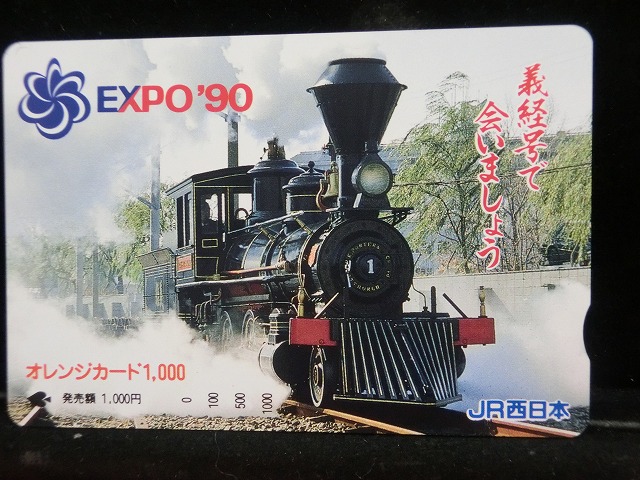 EXPO '90
義経号で
会いましょう
1
オレンジカード1,000
発売額 1,000円
0 100 500 1000
JR西日本